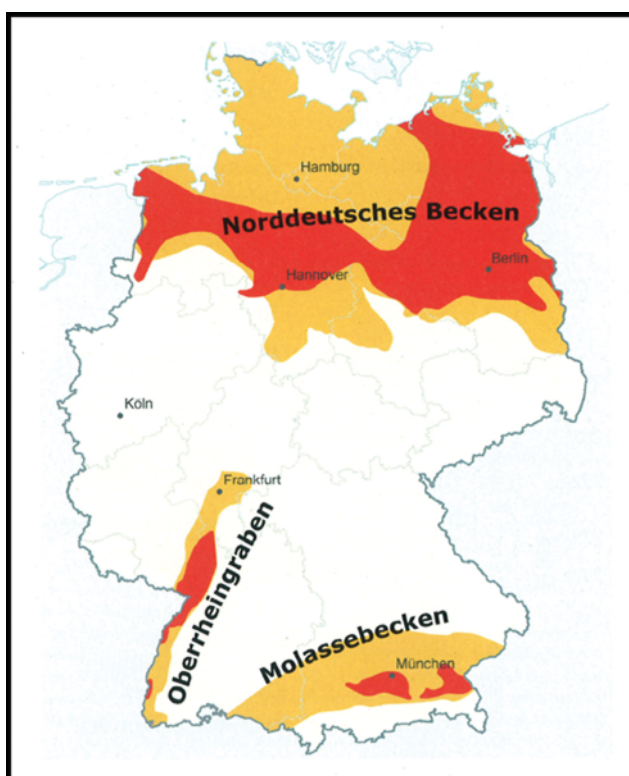 Hamburg
Norddeutsches Becken
Berlin
Hannover
Köln
Frankfurt
Oberrheingraben
Molassebecken
München